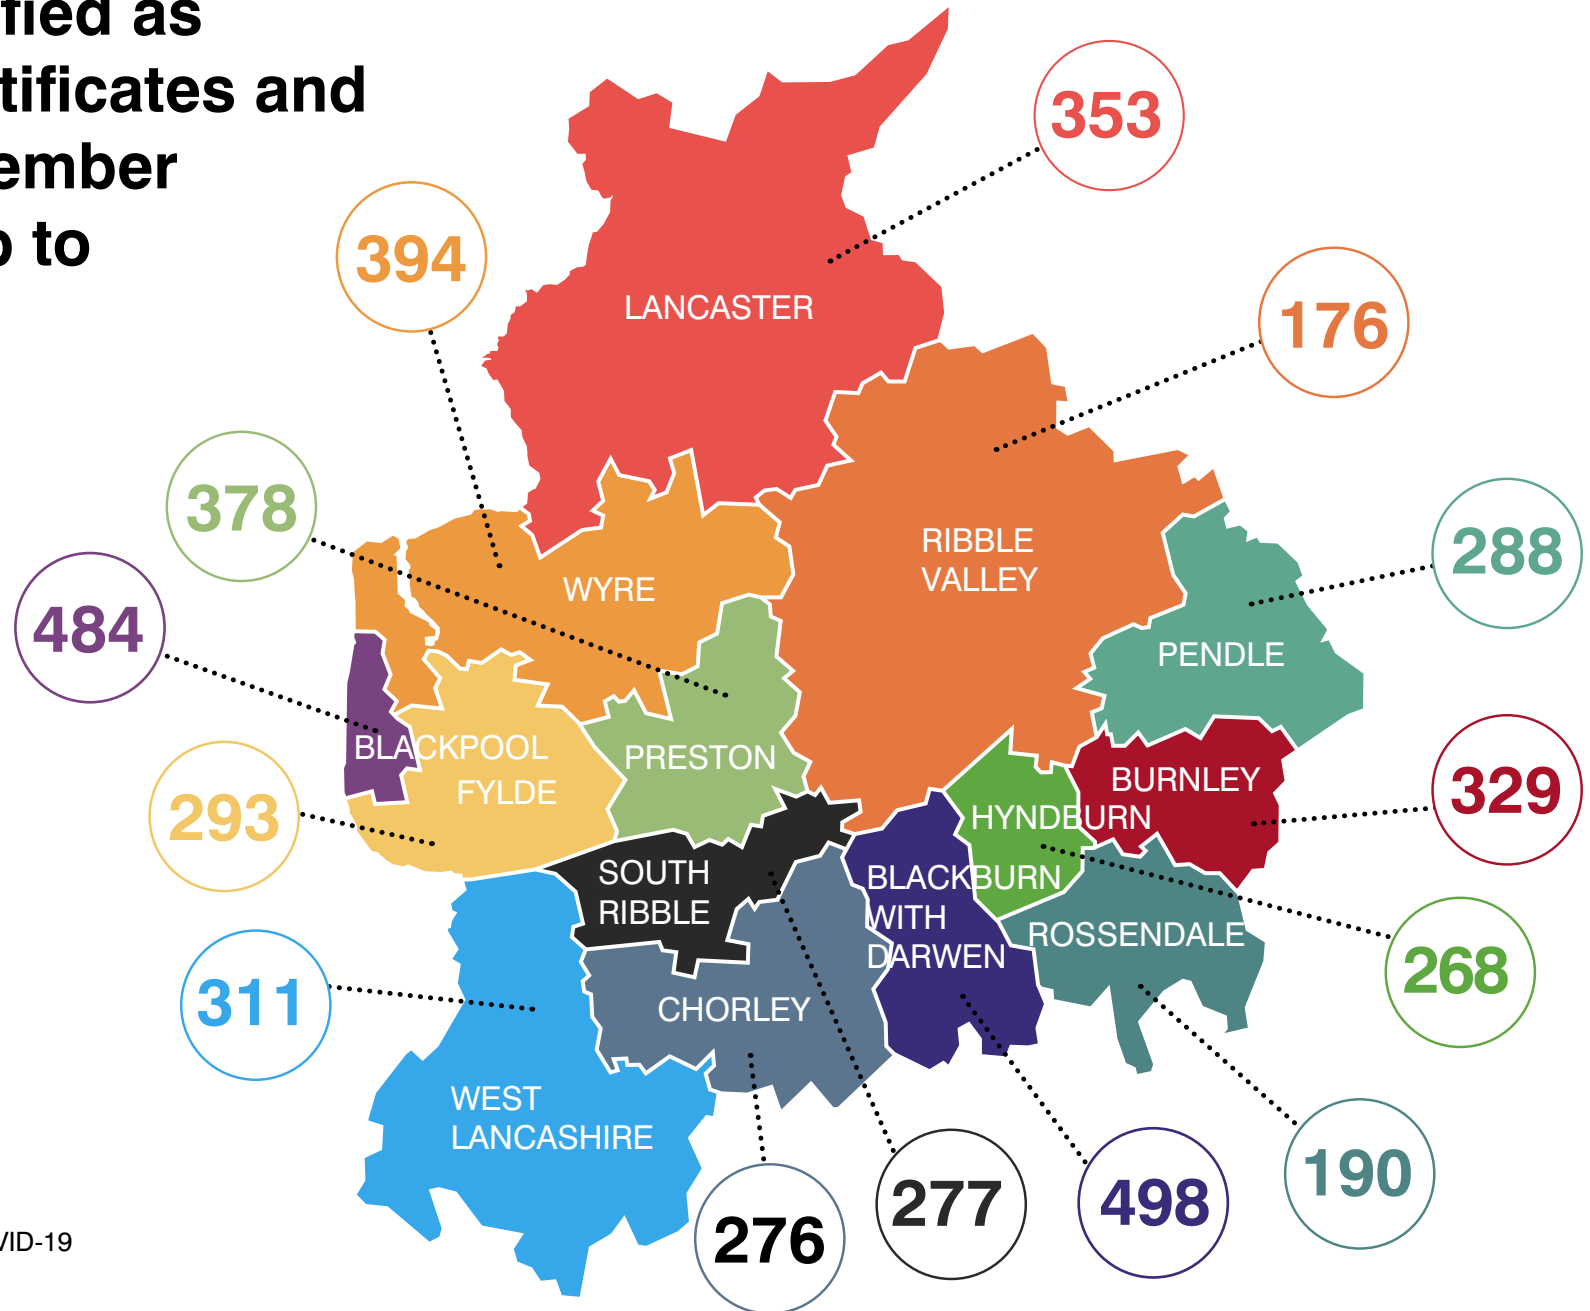 fied as
tificates and
ember
to
353
394
LANCASTER
176
378
RIBBLE
VALLEY
288
WYRE
484
PENDLE
BLACKPOOL
PRESTON
FYLDE
293
BURNLEY
329
HYNDBURN
SOUTH
RIBBLE
BLACKBURN
WITH
DARWEN
ROSSENDALE
268
311
CHORLEY
WEST
LANCASHIRE
276
277
498
190
VID-19